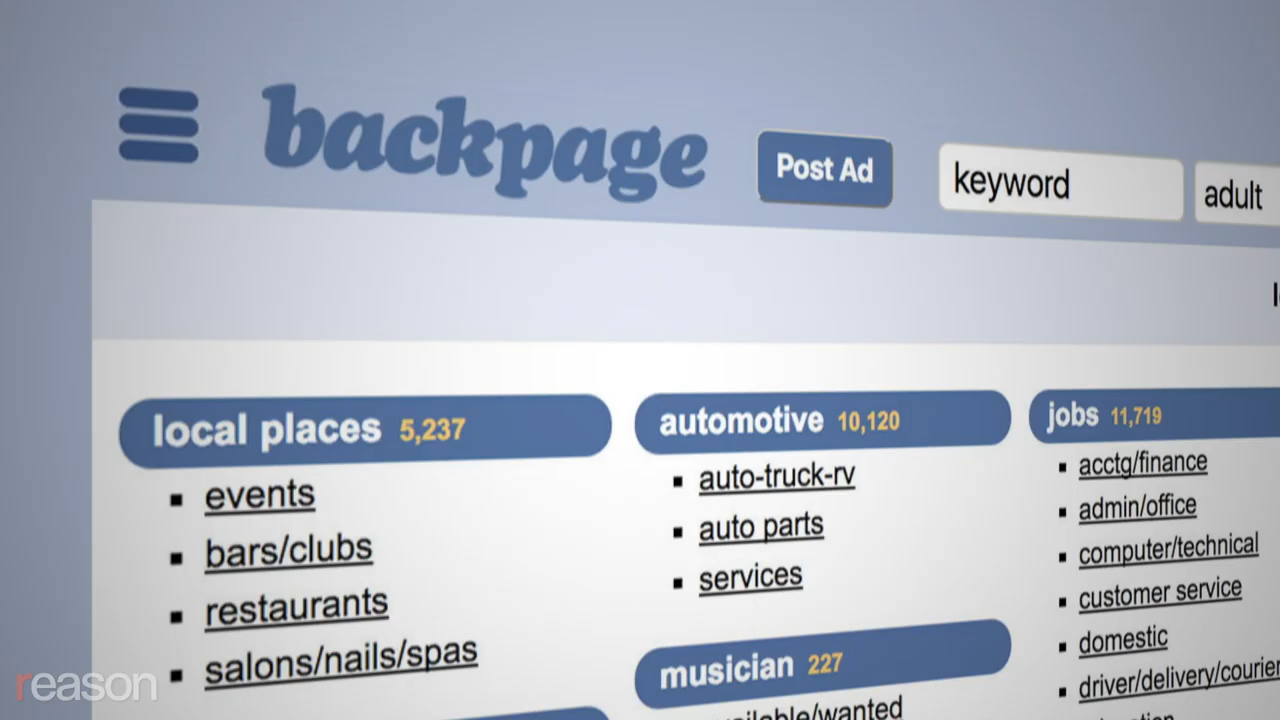 backpage
Post Ad
keyword
adult
local places 5,237
events
bars/clubs
restaurants
salons/nails/spas
automotive 10,120
auto-truck-rv
auto parts
services
musician 227
available/wanted
jobs 11,719
acctg/finance
admin/office
computer/technical
customer service
domestic
driver/delivery/courier
reason